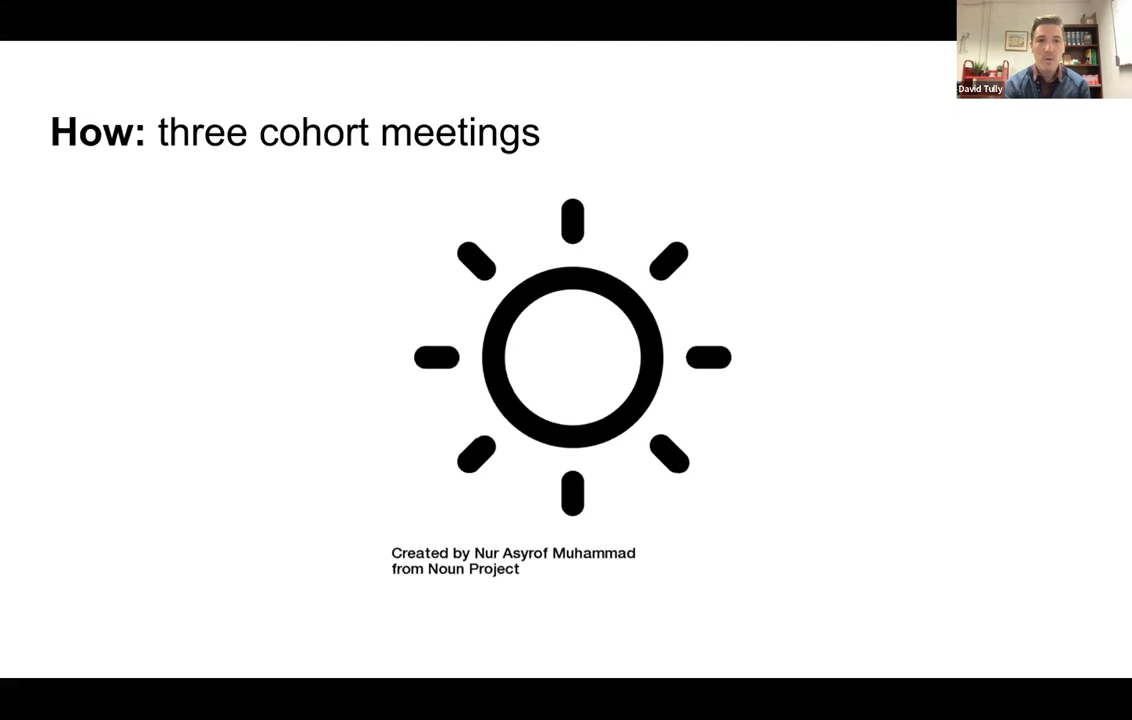 David Tully
How: three cohort meetings
Created by Nur Asyrof Muhammad
from Noun Project